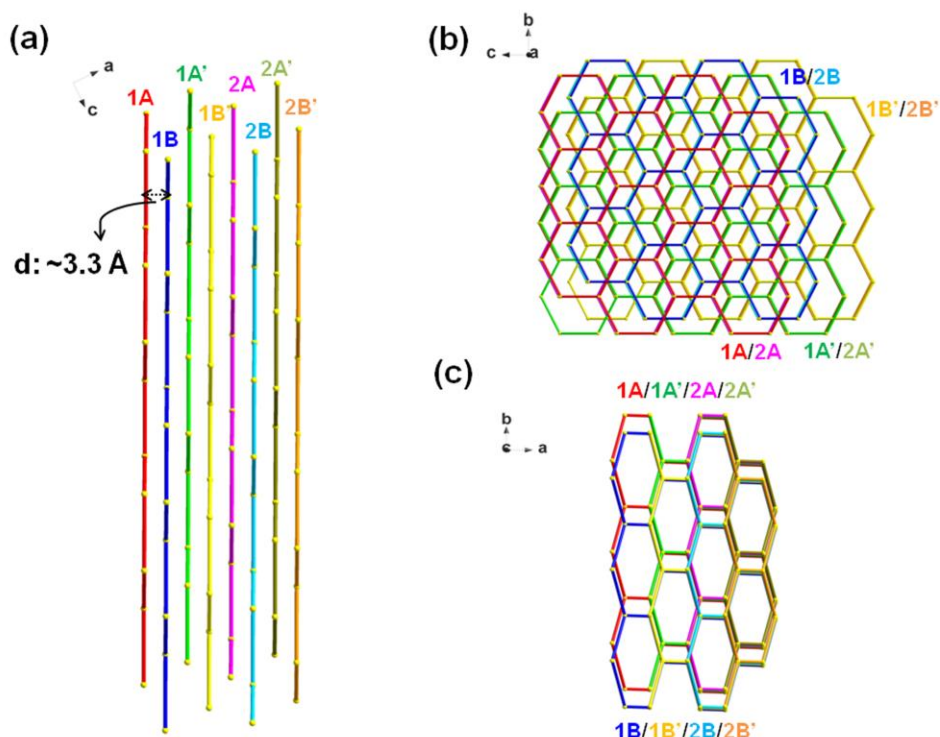 (a)
a
c
1A
1B
1A'
1B'
2A
2B
2A'
2B'
d: ~3.3 Å
(b)
b
c a
1B/2B
1B'/2B'
1A/2A 1A'/2A'
(c)
1A/1A'/2A/2A'
b
c a
1B/1B'/2B/2B'